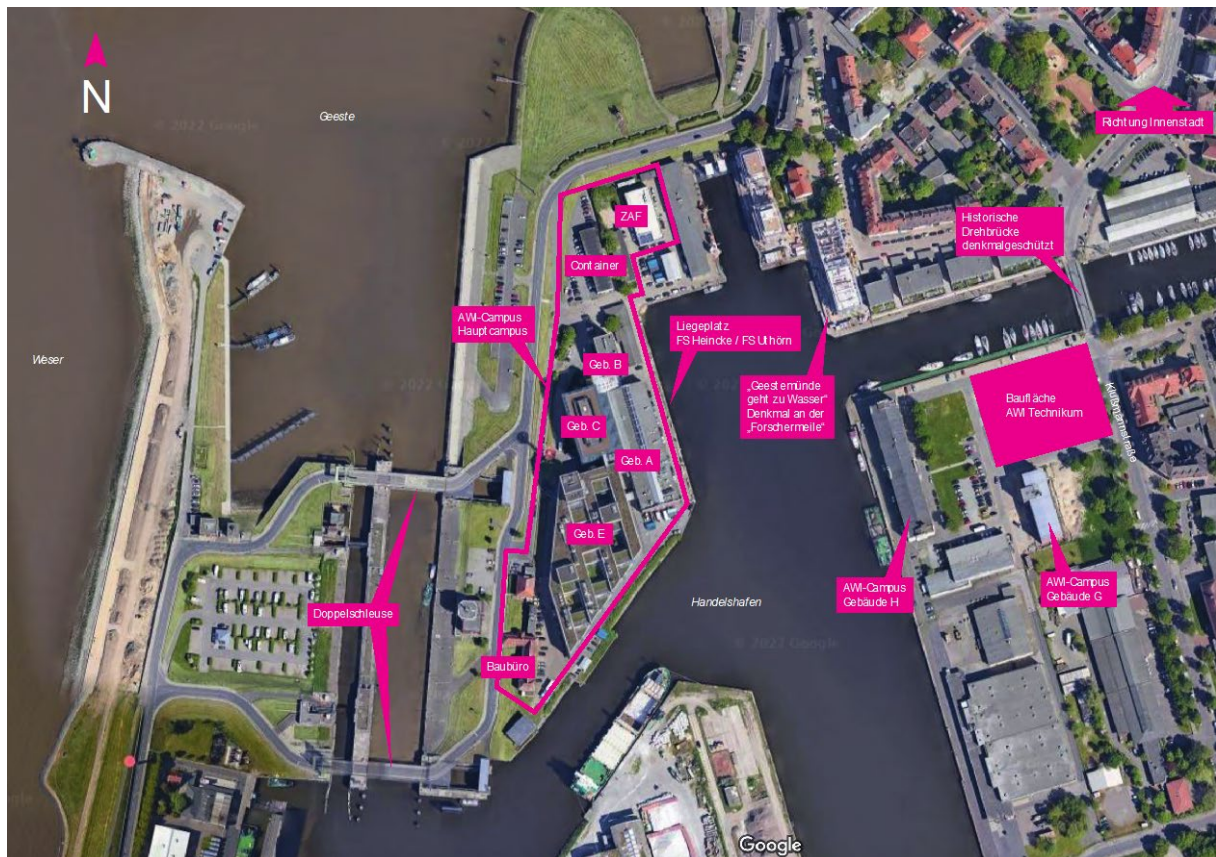 N
Geeste
© 2022 Google
Richtung Innenstadt
ZAF
Historische
Drehbrücke
denkmalgeschützt
Container
AWI-Campus
Hauptcampus
Liegeplatz
FS Heincke / FS Uthörn
Weser
Geb. B
© 2022 Google
„Geestemünde
geht zu Wasser“
Denkmal an der
„Forschermeile“
Baufläche
AWI Technikum
Klußmannstraße
Geb. C
Geb. A
Geb. E
AWI-Campus
Gebäude H
AWI-Campus
Gebäude G
Handelshafen
Doppelschleuse
© 2022 Google
Baubüro
Google